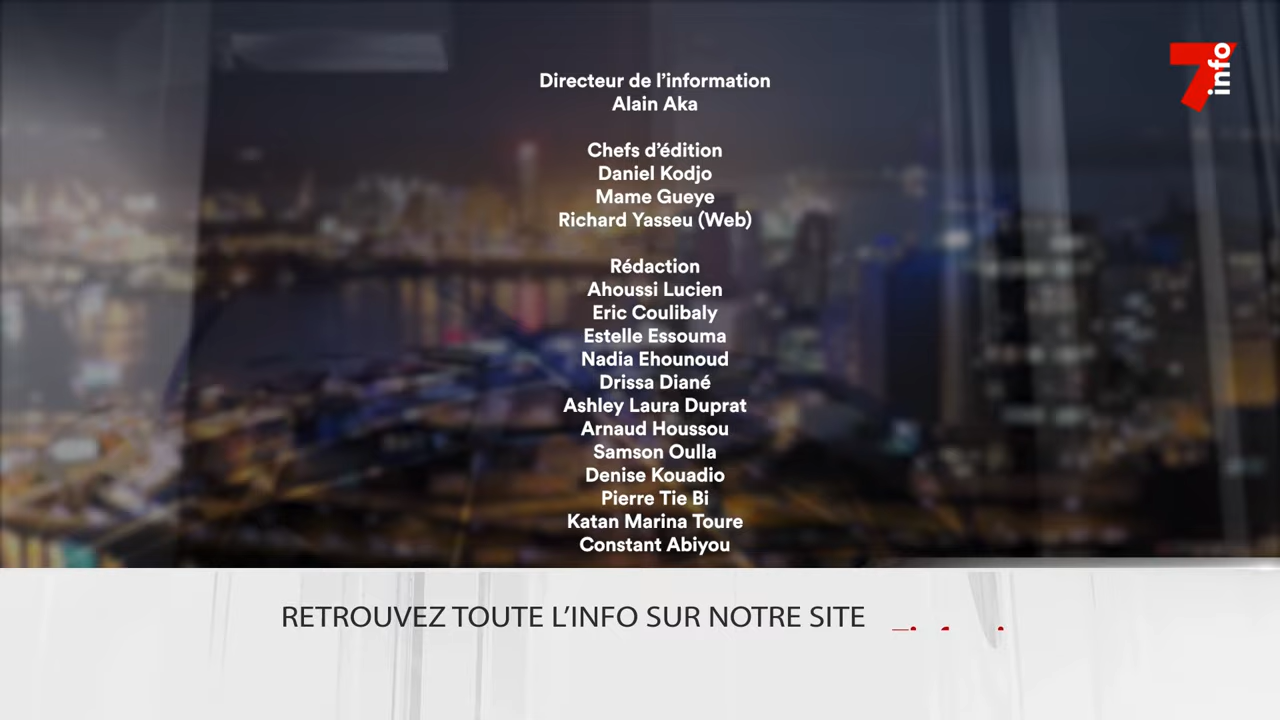 7info
Directeur de l’information
Alain Aka
Chefs d’édition
Daniel Kodjo
Mame Gueye
Richard Yasseu (Web)
Rédaction
Ahoussi Lucien
Eric Coulibaly
Estelle Essouma
Nadia Ehounoud
Drissa Diané
Ashley Laura Duprat
Arnaud Houssou
Samson Oulla
Denise Kouadio
Pierre Tie Bi
Katan Marina Toure
Constant Abiyou
RETROUVEZ TOUTE L’INFO SUR NOTRE SITE